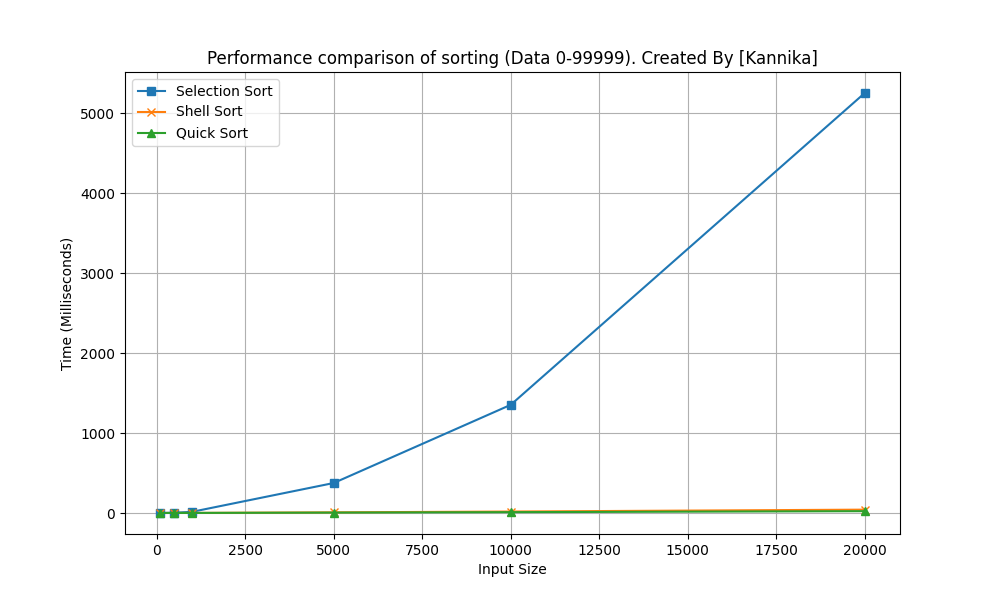 Performance comparison of sorting (Data 0-99999). Created By [Kannika]
Selection Sort
Shell Sort
Quick Sort
5000
4000
3000
2000
1000
0
Time (Milliseconds)
0 2500 5000 7500 10000 12500 15000 17500 20000
Input Size